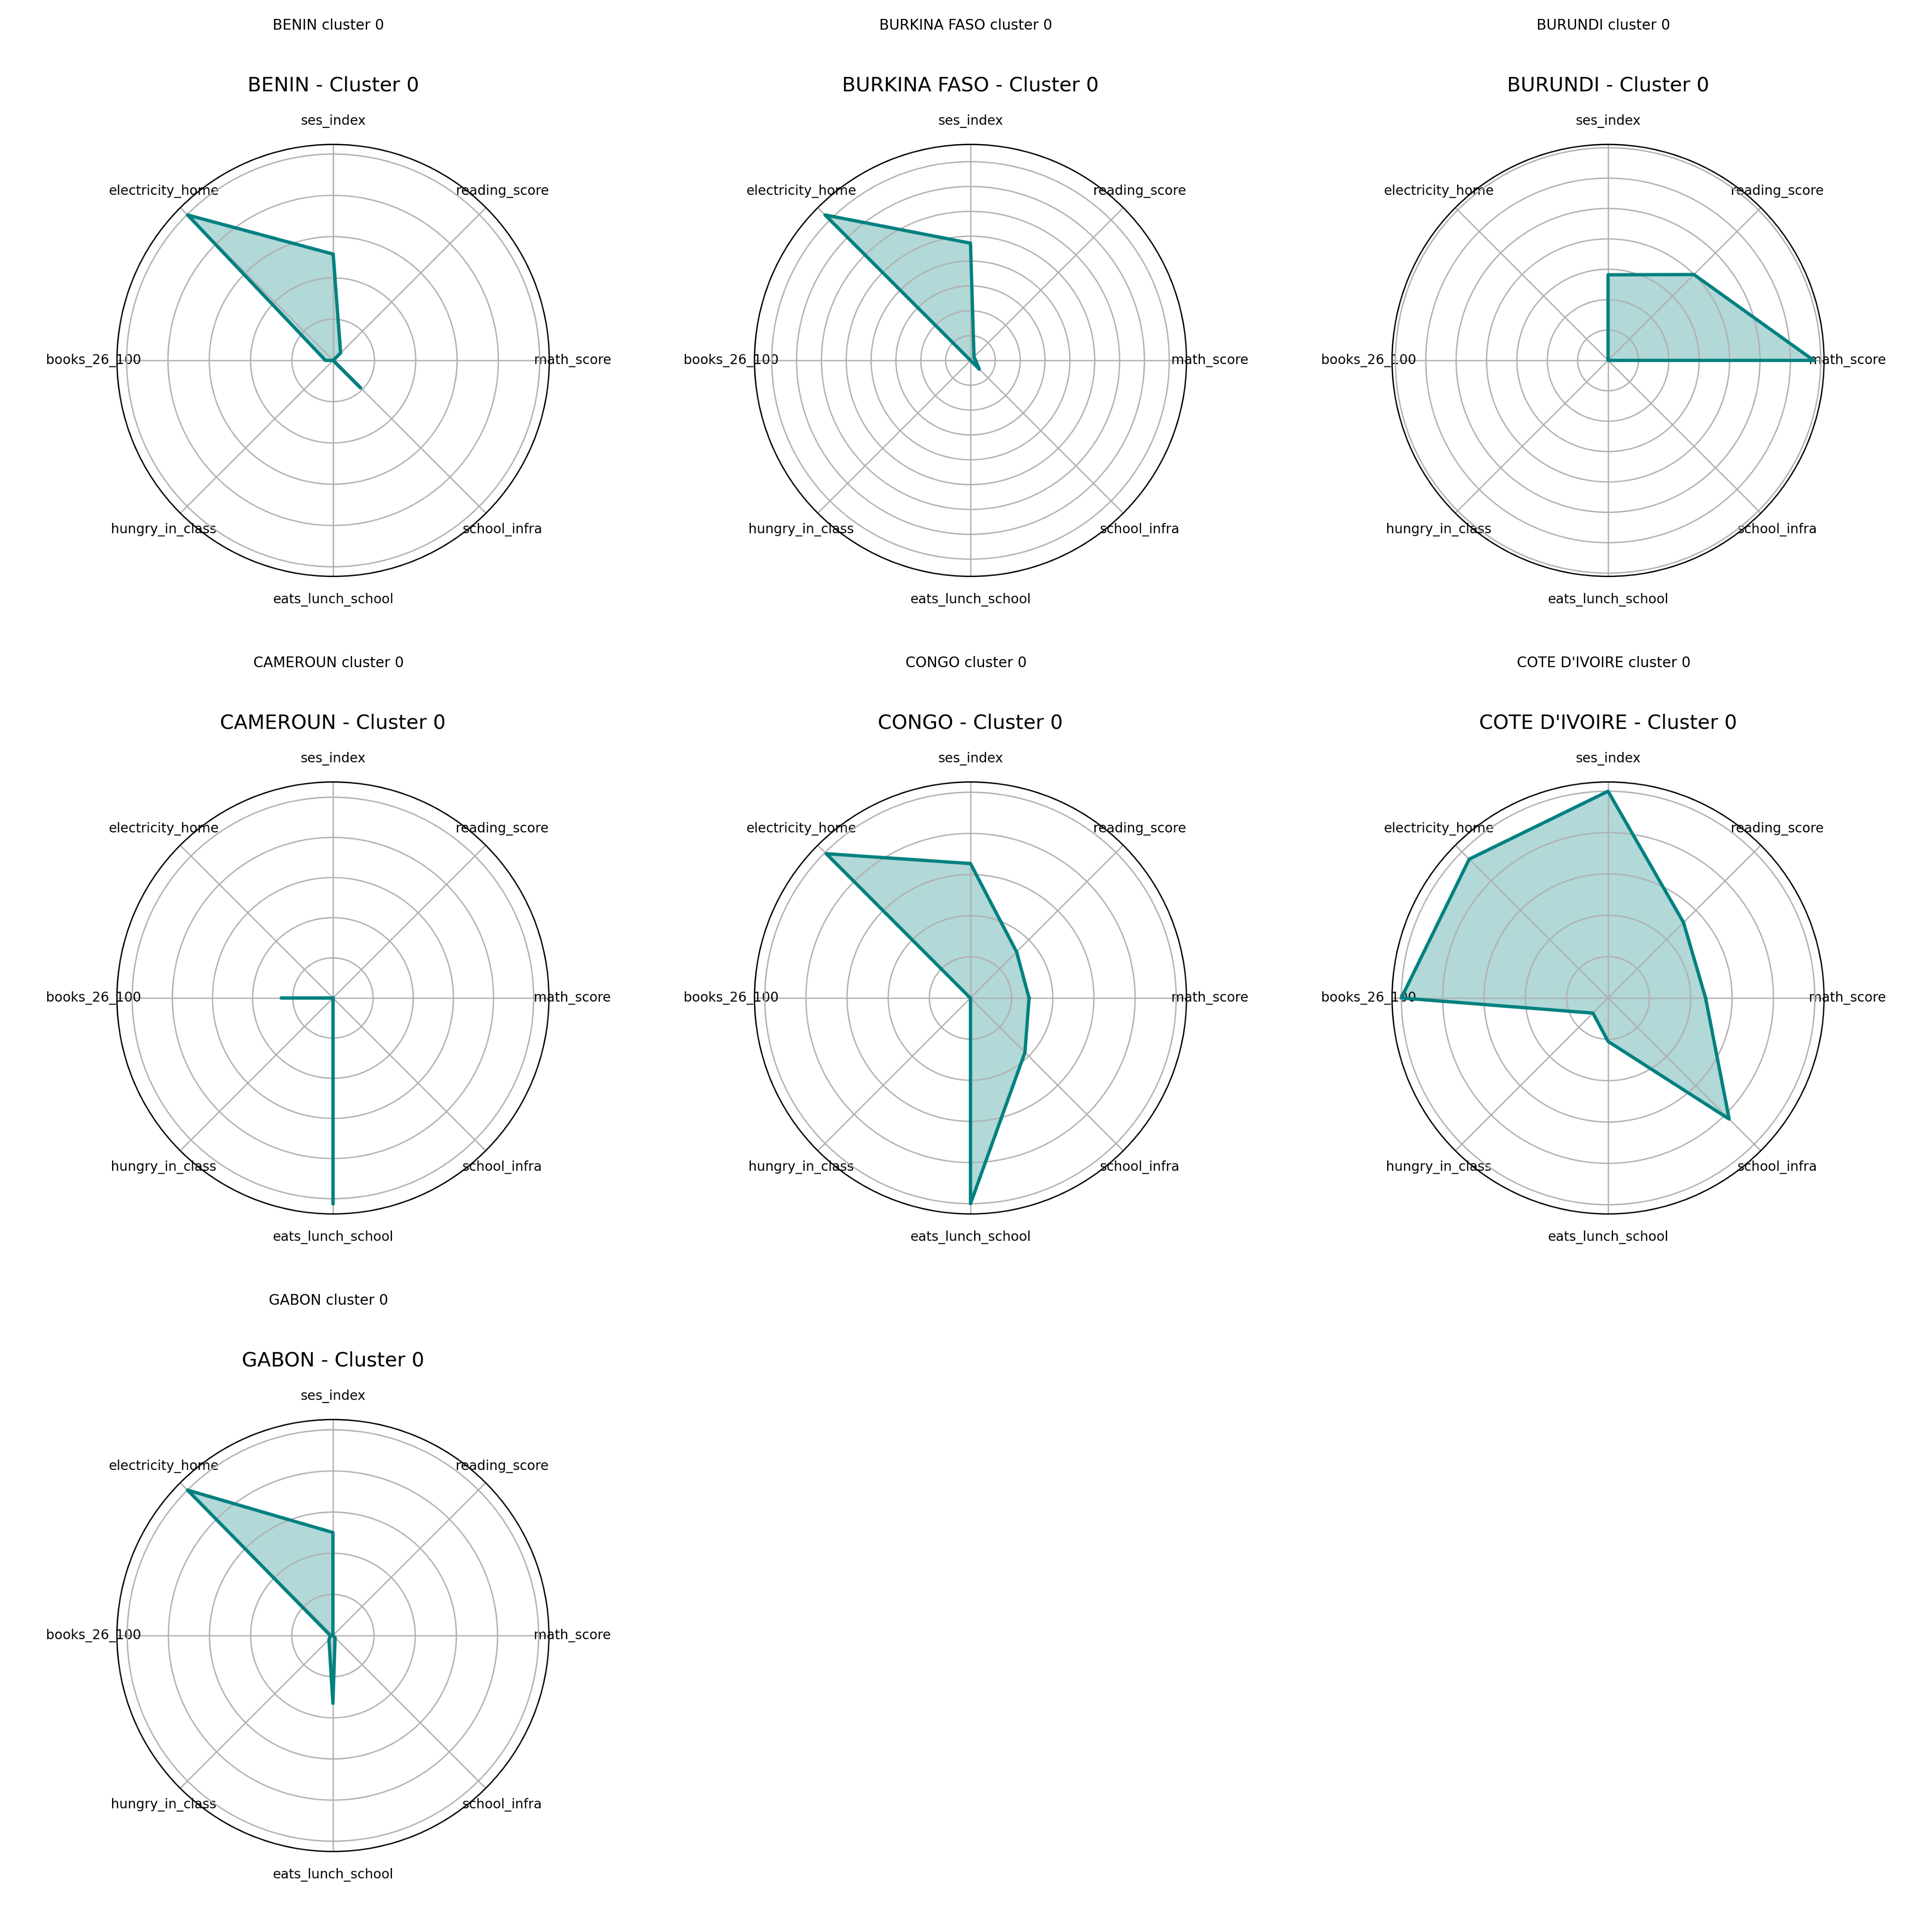 BENIN cluster 0
BENIN - Cluster 0
ses_index
electricity_home
reading_score
books_26_100
math_score
hungry_in_class
school_infra
eats_lunch_school
BURKINA FASO cluster 0
BURKINA FASO - Cluster 0
ses_index
electricity_home
reading_score
books_26_100
math_score
hungry_in_class
school_infra
eats_lunch_school
BURUNDI cluster 0
BURUNDI - Cluster 0
ses_index
electricity_home
reading_score
books_26_100
math_score
hungry_in_class
school_infra
eats_lunch_school
CAMEROUN cluster 0
CAMEROUN - Cluster 0
ses_index
electricity_home
reading_score
books_26_100
math_score
hungry_in_class
school_infra
eats_lunch_school
CONGO cluster 0
CONGO - Cluster 0
ses_index
electricity_home
reading_score
books_26_100
math_score
hungry_in_class
school_infra
eats_lunch_school
COTE D'IVOIRE cluster 0
COTE D'IVOIRE - Cluster 0
ses_index
electricity_home
reading_score
books_26_100
math_score
hungry_in_class
school_infra
eats_lunch_school
GABON cluster 0
GABON - Cluster 0
ses_index
electricity_home
reading_score
books_26_100
math_score
hungry_in_class
school_infra
eats_lunch_school